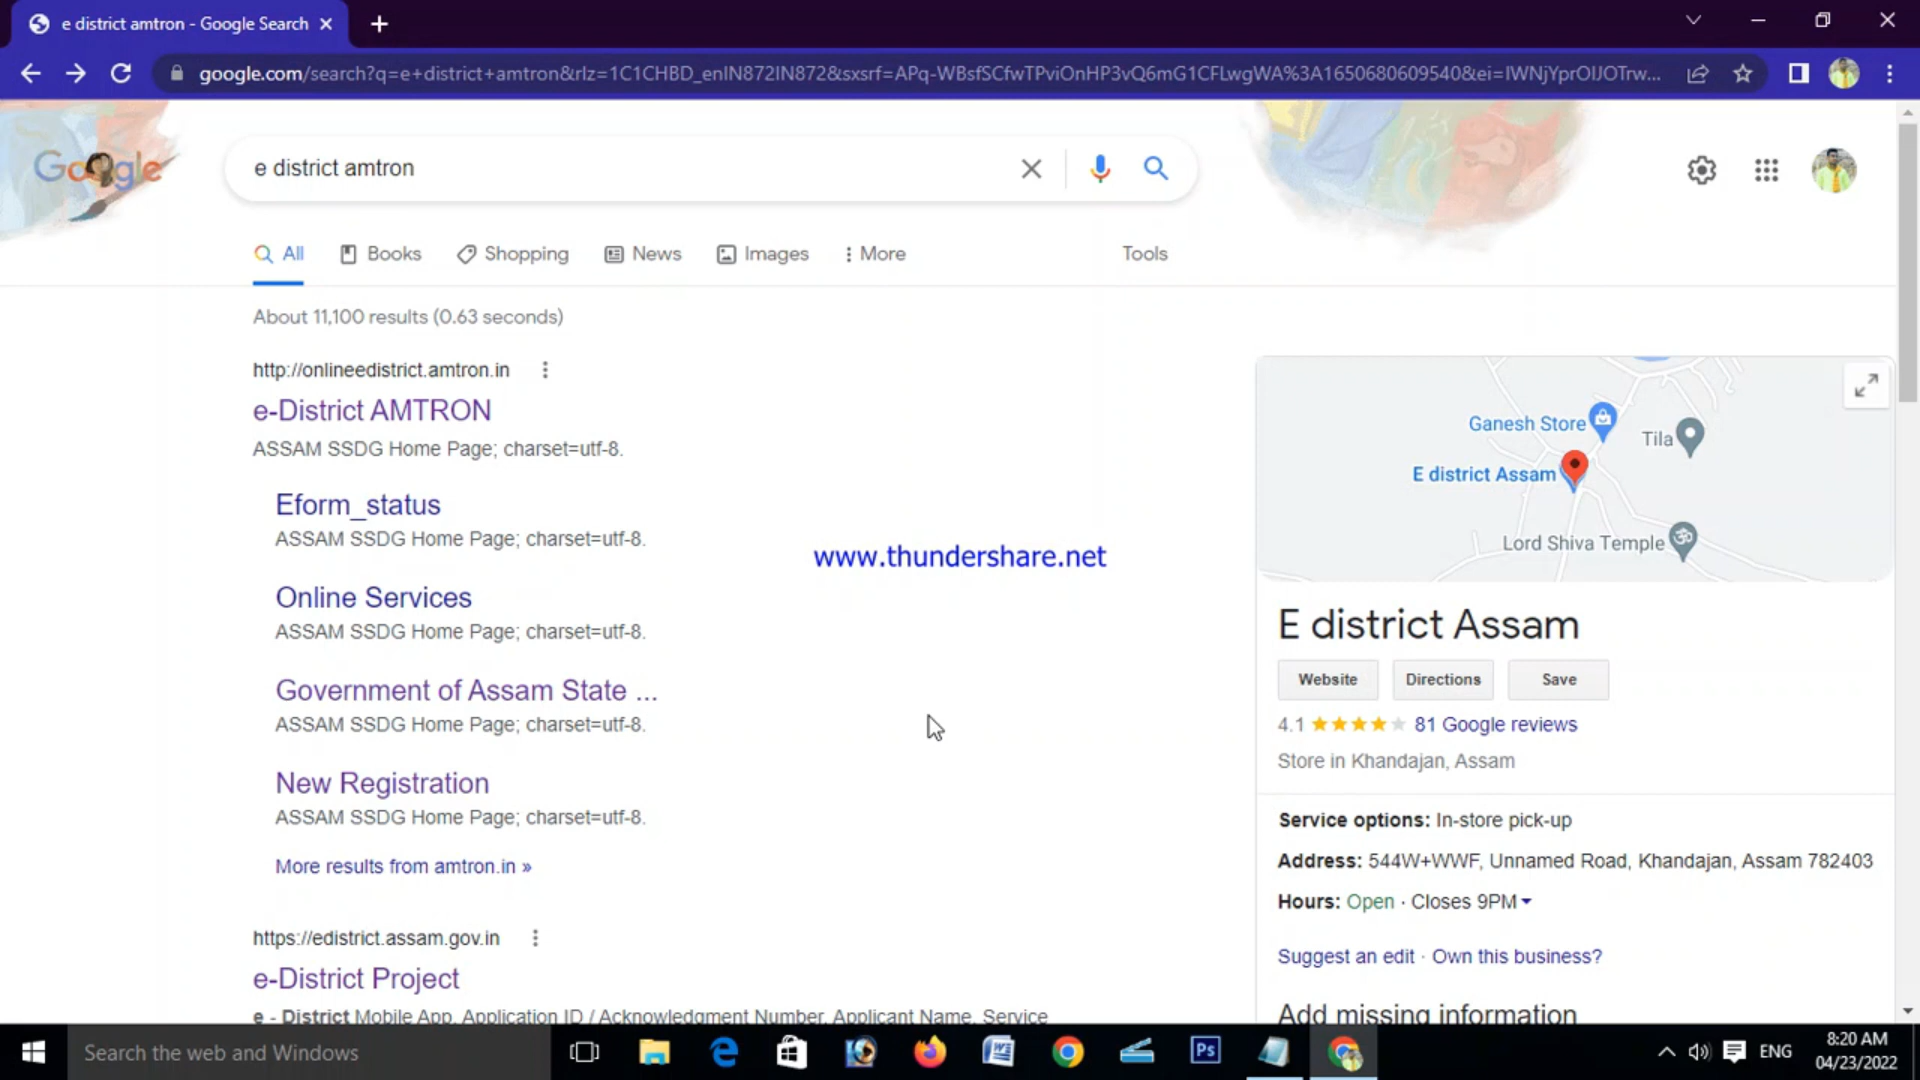 e district amtron - Google Search
google.com/search?q=e+district+amtron&rlz=1C1CHBD_enIN872IN872&sxsrf=APq-WBsfSCfwTPviOnHP3vQ6mG1CFLwgWA%3A1650680609540&ei=IWNjYprOIJOTrw...
Google
e district amtron
All Books Shopping News Images More Tools
About 11,100 results (0.63 seconds)
http://onlineedistrict.amtron.in
e-District AMTRON
ASSAM SSDG Home Page; charset=utf-8.
Eform_status
ASSAM SSDG Home Page; charset=utf-8.
Online Services
ASSAM SSDG Home Page; charset=utf-8.
Government of Assam State ...
ASSAM SSDG Home Page; charset=utf-8.
New Registration
ASSAM SSDG Home Page; charset=utf-8.
More results from amtron.in »
https://edistrict.assam.gov.in
e-District Project
e - District Mobile App. Application ID / Acknowledgment Number. Applicant Name. Service
www.thundershare.net
Ganesh Store
Tila
E district Assam
Lord Shiva Temple
E district Assam
Website Directions Save
4.1 81 Google reviews
Store in Khandajan, Assam
Service options: In-store pick-up
Address: 544W+WWF, Unnamed Road, Khandajan, Assam 782403
Hours: Open · Closes 9PM
Suggest an edit · Own this business?
Add missing information
Search the web and Windows
Ps
ENG
8:20 AM
04/23/2022